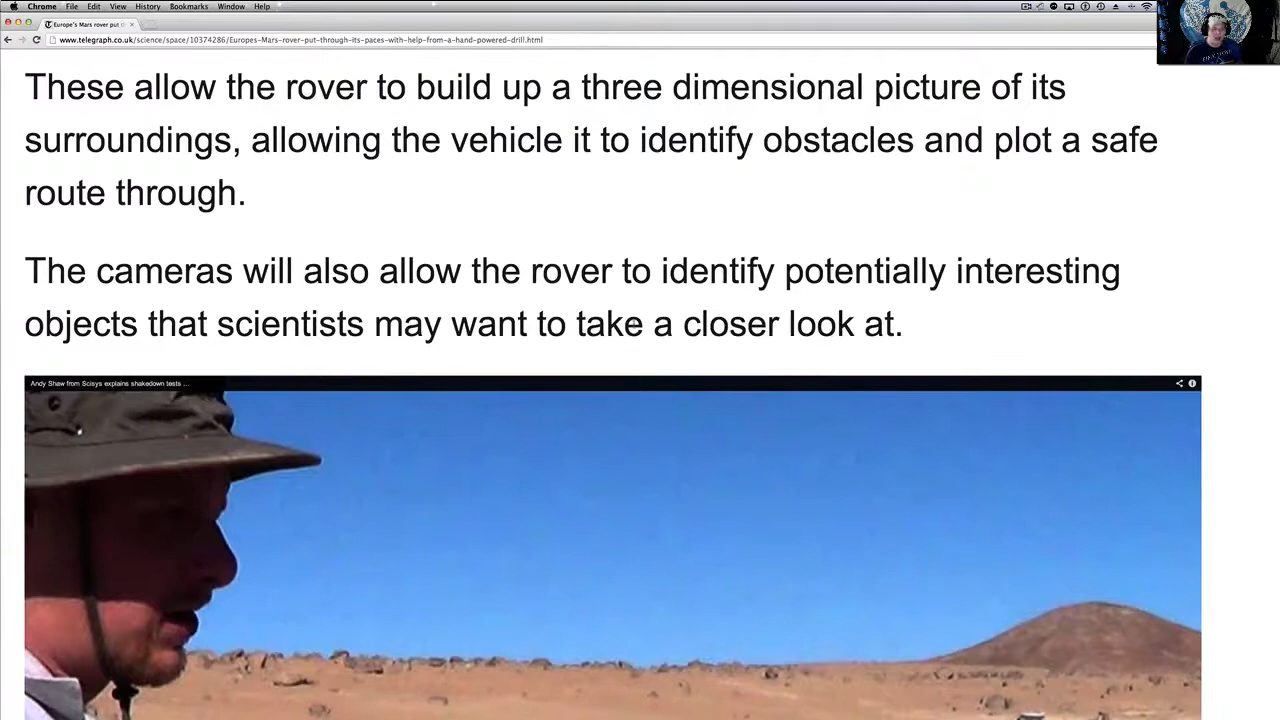 Chrome File Edit View History Bookmarks Window Help
Europe's Mars rover put
www.telegraph.co.uk/science/space/10374286/Europes-Mars-rover-put-through-its-paces-with-help-from-a-hand-powered-drill.html
These allow the rover to build up a three dimensional picture of its
surroundings, allowing the vehicle it to identify obstacles and plot a safe
route through.
The cameras will also allow the rover to identify potentially interesting
objects that scientists may want to take a closer look at.
Andy Shaw from Scisys explains shakedown tests ...